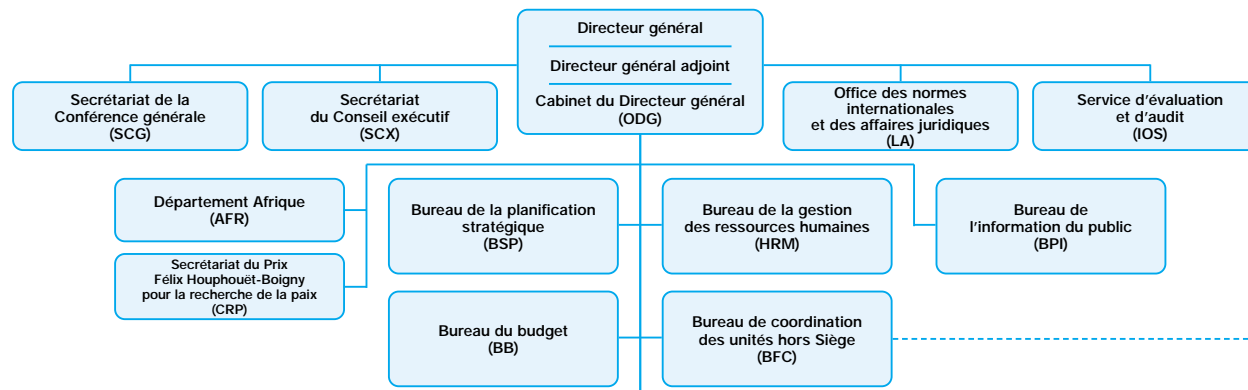 Directeur général
Directeur général adjoint
Cabinet du Directeur général
(ODG)
Secrétariat de la
Conférence générale
(SCG)
Secrétariat
du Conseil exécutif
(SCX)
Office des normes
internationales
et des affaires juridiques
(LA)
Service d'évaluation
et d'audit
(IOS)
Département Afrique
(AFR)
Bureau de la planification
stratégique
(BSP)
Bureau de la gestion
des ressources humaines
(HRM)
Bureau de
l'information du public
(BPI)
Secrétariat du Prix
Félix Houphouët-Boigny
pour la recherche de la paix
(CRP)
Bureau du budget
(BB)
Bureau de coordination
des unités hors Siège
(BFC)